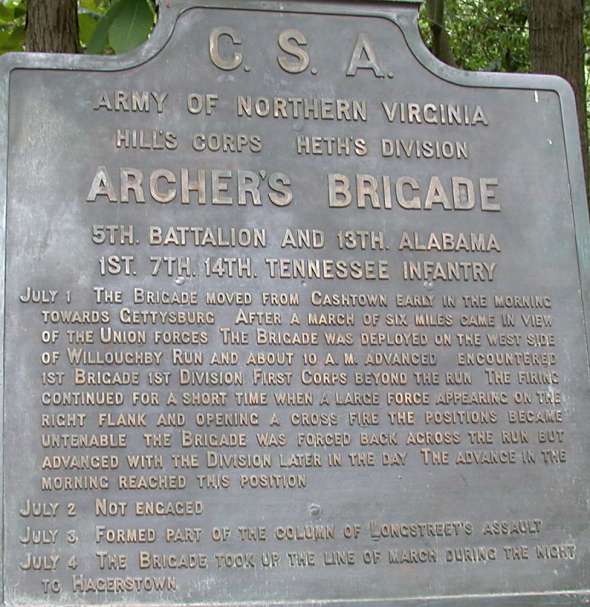 C. S. A.
ARMY OF NORTHERN VIRGINIA
HILL'S CORPS HETH'S DIVISION
ARCHER'S BRIGADE
5TH. BATTALION AND 13TH. ALABAMA
1ST. 7TH. 14TH. TENNESSEE INFANTRY
JULY 1 THE BRIGADE MOVED FROM CASHTOWN EARLY IN THE MORNING
TOWARDS GETTYSBURG AFTER A MARCH OF SIX MILES CAME IN VIEW
OF THE UNION FORCES THE BRIGADE WAS DEPLOYED ON THE WEST SIDE
OF WILLOUGHBY RUN AND ABOUT 10 A.M. ADVANCED ENCOUNTERED
1ST BRIGADE 1ST DIVISION FIRST CORPS BEYOND THE RUN THE FIRING
CONTINUED FOR A SHORT TIME WHEN A LARGE FORCE APPEARING ON THE
RIGHT FLANK AND OPENING A CROSS FIRE THE POSITIONS BECAME
UNTENABLE THE BRIGADE WAS FORCED BACK ACROSS THE RUN BUT
ADVANCED WITH THE DIVISION LATER IN THE DAY THE ADVANCE IN THE
MORNING REACHED THIS POSITION
JULY 2 NOT ENGAGED
JULY 3 FORMED PART OF THE COLUMN OF LONGSTREET'S ASSAULT
JULY 4 THE BRIGADE TOOK UP THE LINE OF MARCH DURING THE NIGHT
TO HAGERSTOWN